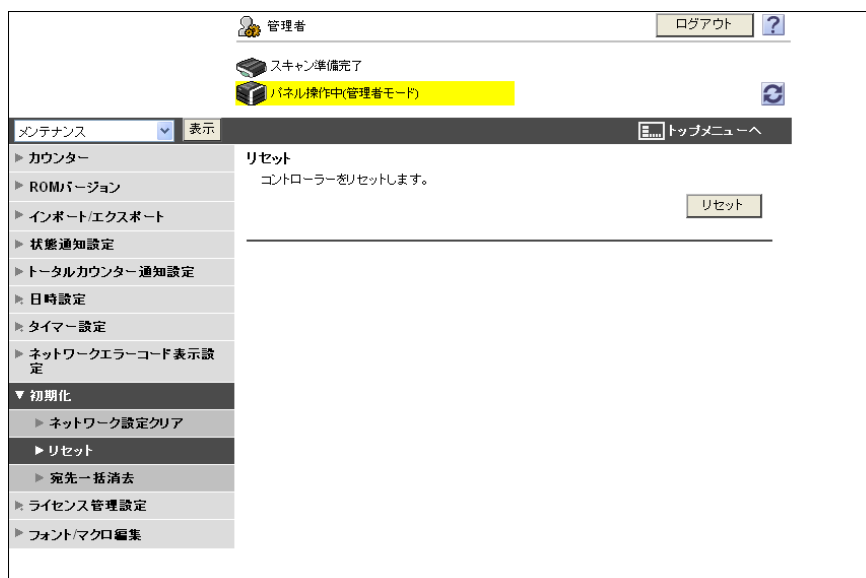 管理者
ログアウト
?
スキャン準備完了
パネル操作中(管理者モード)
メンテナンス
表示
トップメニューへ
カウンター
ROMバージョン
インポート/エクスポート
状態通知設定
トータルカウンター通知設定
日時設定
タイマー設定
ネットワークエラーコード表示設
定
初期化
ネットワーク設定クリア
リセット
宛先一括消去
ライセンス管理設定
フォント/マクロ編集
リセット
コントローラーをリセットします。
リセット